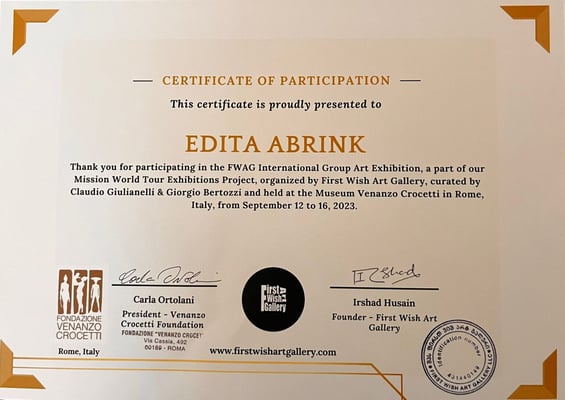 CERTIFICATE OF PARTICIPATION
This certificate is proudly presented to
EDITA ABRINK
Thank you for participating in the FWAG International Group Art Exhibition, a part of our
Mission World Tour Exhibitions Project, organized by First Wish Art Gallery, curated by
Claudio Giulianelli & Giorgio Bertozzi and held at the Museum Venanzo Crocetti in Rome,
Italy, from September 12 to 16, 2023.
FONDAZIONE
VENANZO
CROCETTI
Rome, Italy
Carla Ortolani
President - Venanzo
Crocetti Foundation
FONDAZIONE "VENANZO CROCET
Via Cassia, 492
00189 - ROMA
First
Wish
Art
Gallery
www.firstwishartgallery.com
Irshad Husain
Founder - First Wish Art
Gallery
Identification number
FIRST WISH ART GALLERY LTD